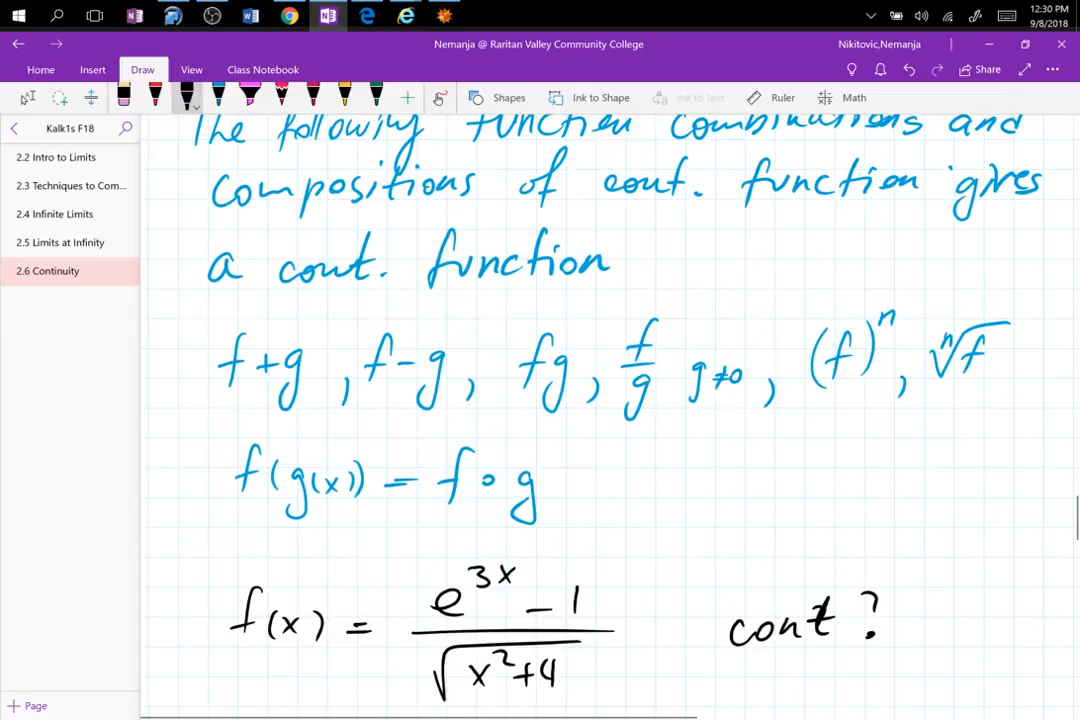 12:30 PM
9/8/2018
Nemanja @ Raritan Valley Community College
Nikitovic,Nemanja
Home Insert Draw View Class Notebook
Share
Shapes Ink to Shape Ink to Text Ruler Math
Kalk1s F18
2.2 Intro to Limits
2.3 Techniques to Com...
2.4 Infinite Limits
2.5 Limits at Infinity
2.6 Continuity
Page
The following function combinations and
compositions of cont. function gives
a cont. function
f+g, f-g, fg, f/g g≠0, (f)^n, ⁿ√f
f(g(x)) = f∘g
f(x) = (e^{3x} - 1)/√(x²+4) cont?